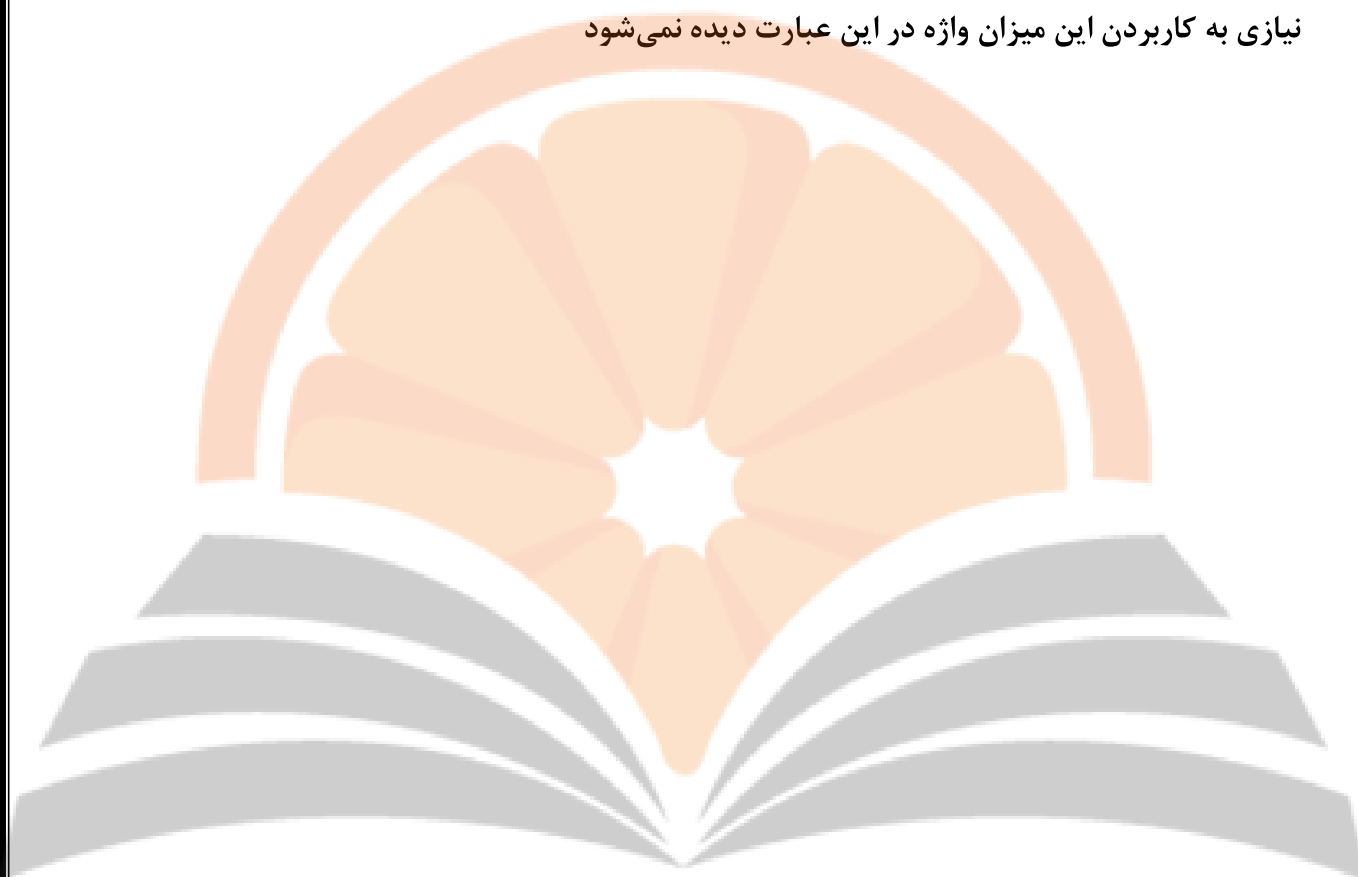 نیازی به کاربردن این میزان واژه در این عبارت دیده نمی‌شود